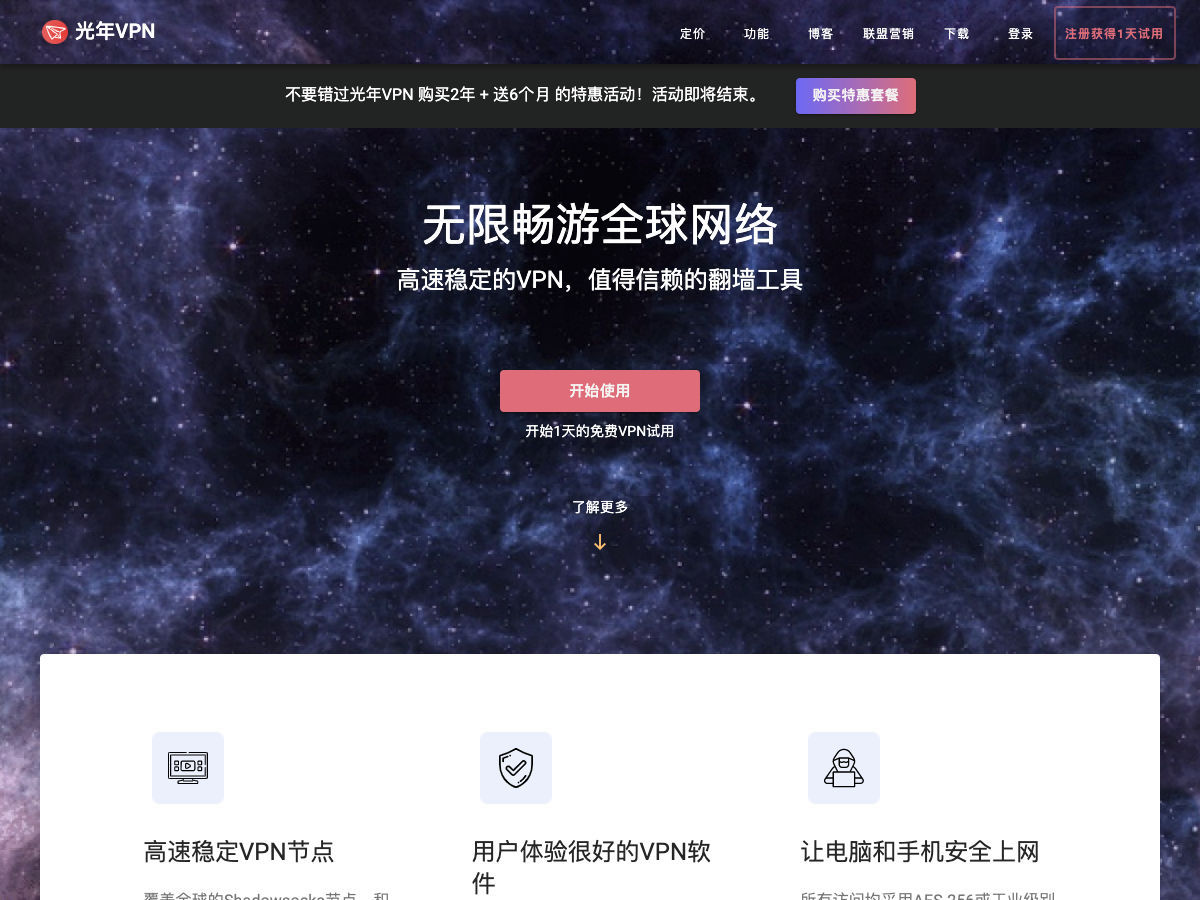 光年VPN
定价
功能
博客
联盟营销
下载
登录
注册获得1天试用
不要错过光年VPN 购买2年 + 送6个月 的特惠活动！活动即将结束。
购买特惠套餐
无限畅游全球网络
高速稳定的VPN，值得信赖的翻墙工具
开始使用
开始1天的免费VPN试用
了解更多
高速稳定VPN节点
用户体验很好的VPN软
件
让电脑和手机安全上网
覆盖全球的Shadowsocks节点，和
所有访问均采用AES-256或工业级别